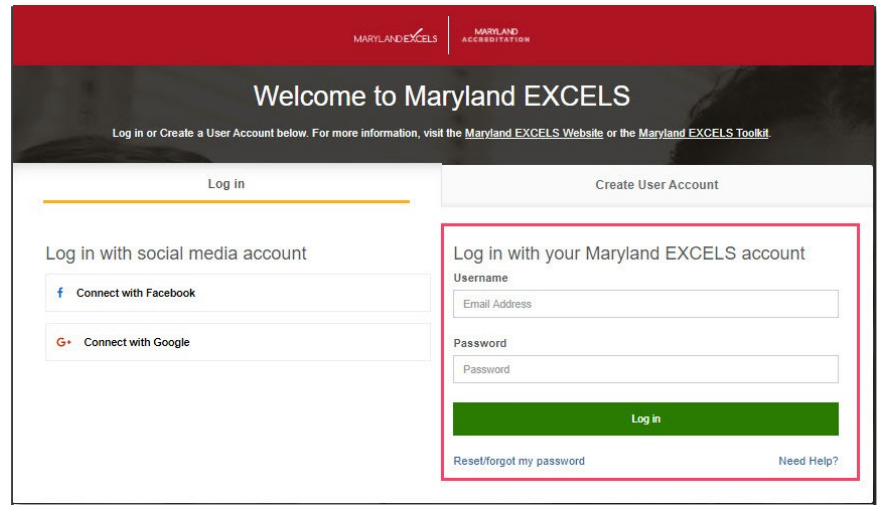 MARYLAND EXCELS
MARYLAND
ACCREDITATION
Welcome to Maryland EXCELS
Log in or Create a User Account below. For more information, visit the Maryland EXCELS Website or the Maryland EXCELS Toolkit.
Log in
Create User Account
Log in with social media account
f Connect with Facebook
G+ Connect with Google
Log in with your Maryland EXCELS account
Username
Email Address
Password
Password
Log in
Reset/forgot my password
Need Help?